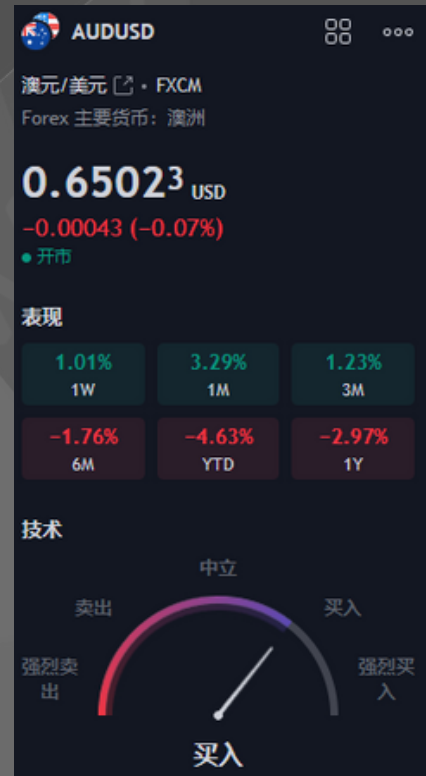 AUDUSD
澳元/美元 • FXCM
Forex 主要货币：澳洲
0.65023 USD
−0.00043 (−0.07%)
开市
表现
1.01% 3.29% 1.23%
1W 1M 3M
−1.76% −4.63% −2.97%
6M YTD 1Y
技术
中立
卖出 买入
强烈卖 强烈买
出 入
买入